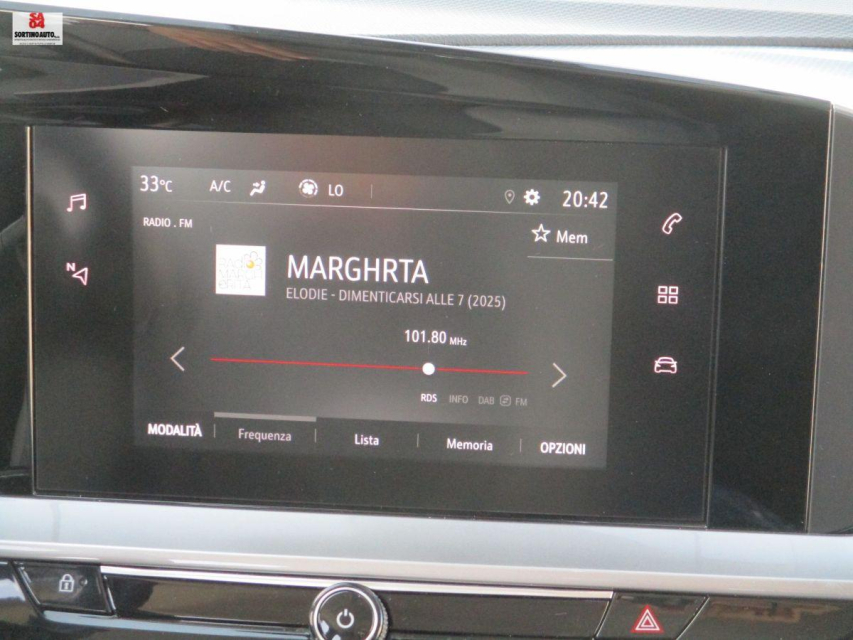 SORTINOAUTO
33°C A/C LO 20:42
RADIO . FM
Mem
MARGHRTA
ELODIE - DIMENTICARSI ALLE 7 (2025)
101.80 MHz
N
RDS INFO DAB FM
MODALITÀ Frequenza Lista Memoria OPZIONI